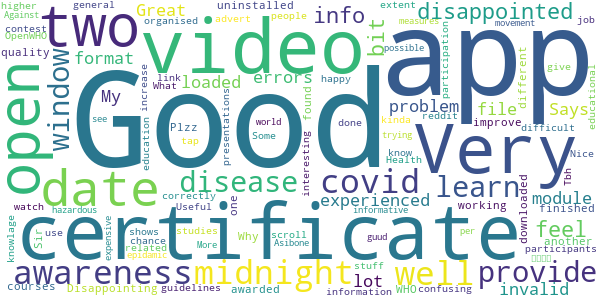 higher general uninstalled info disappointed extent measures movement job
Against Great organised advert people
contest
OpenWHO two video bit participation possible
quality format link loaded errors happy app different give
My What found educational
open window increase presentations Good problem file Says
see Plzz done kinda reddit improve difficult
education tap Some world trying know Health Very Nice
date disease interesting covid learn Tbh
correctly experienced module
watch Useful one working finished
hazardous certificate downloaded feel
knowlage Sir use expensive shows studies Why scroll informative per another
chance related More Asibone guud confusing participants
awareness midnight well stuff lot provide
epidemic
courses Disappointing guidelines awarded information WHO invalid